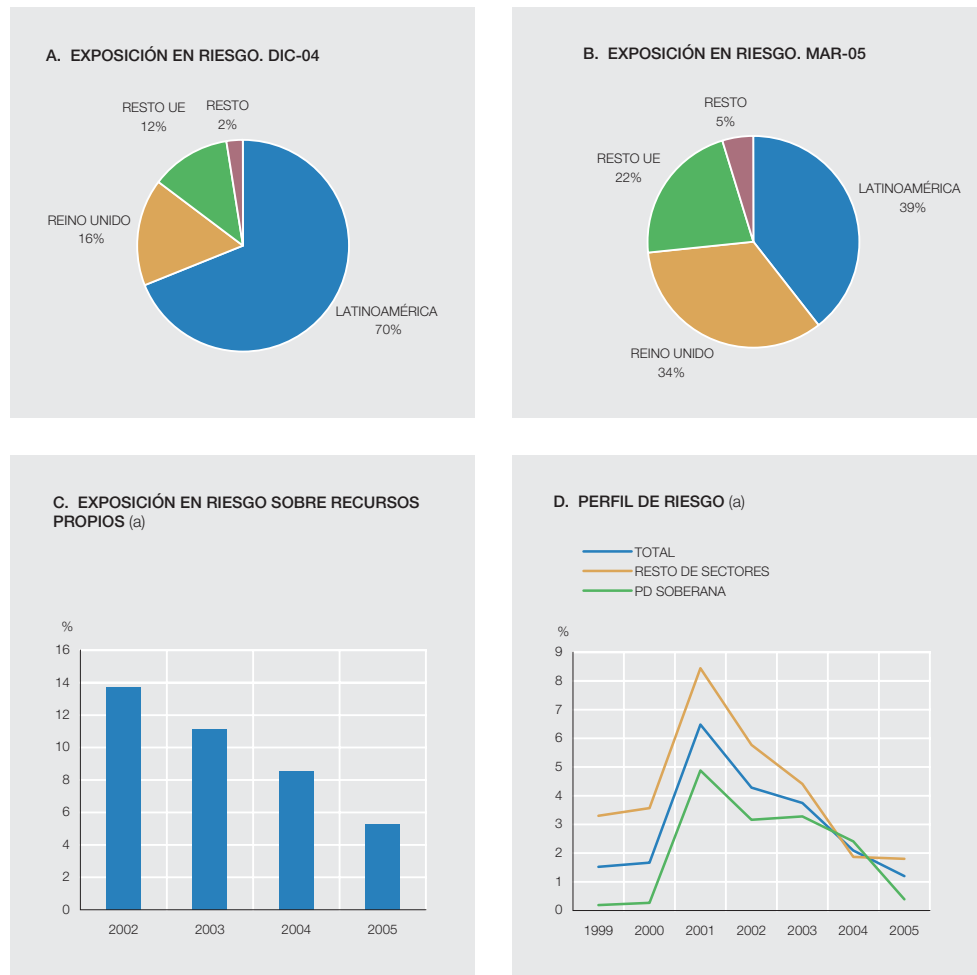 A. EXPOSICIÓN EN RIESGO. DIC-04
RESTO UE
12%
RESTO
2%
REINO UNIDO
16%
LATINOAMÉRICA
70%
B. EXPOSICIÓN EN RIESGO. MAR-05
RESTO
5%
RESTO UE
22%
LATINOAMÉRICA
39%
REINO UNIDO
34%
C. EXPOSICIÓN EN RIESGO SOBRE RECURSOS
PROPIOS (a)
%
16
14
12
10
8
6
4
2
0
2002 2003 2004 2005
D. PERFIL DE RIESGO (a)
TOTAL
RESTO DE SECTORES
PD SOBERANA
%
9
8
7
6
5
4
3
2
1
0
1999 2000 2001 2002 2003 2004 2005